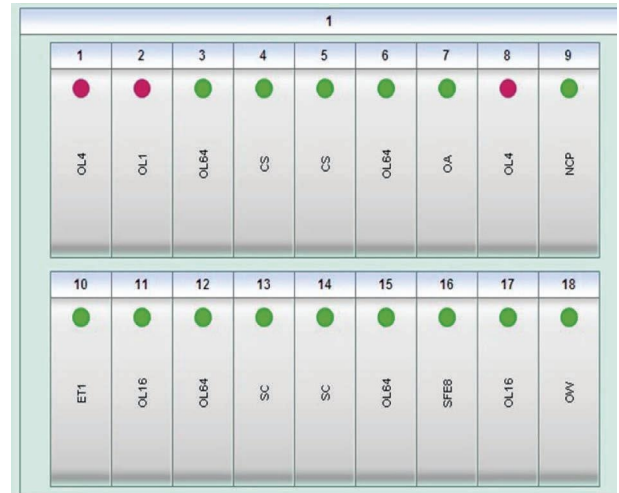 1
1 2 3 4 5 6 7 8 9
OL4 OL1 OL64 CS CS OL64 OA OL4 NCP
10 11 12 13 14 15 16 17 18
ET1 OL16 OL64 SC SC OL64 SFE8 OL16 OW